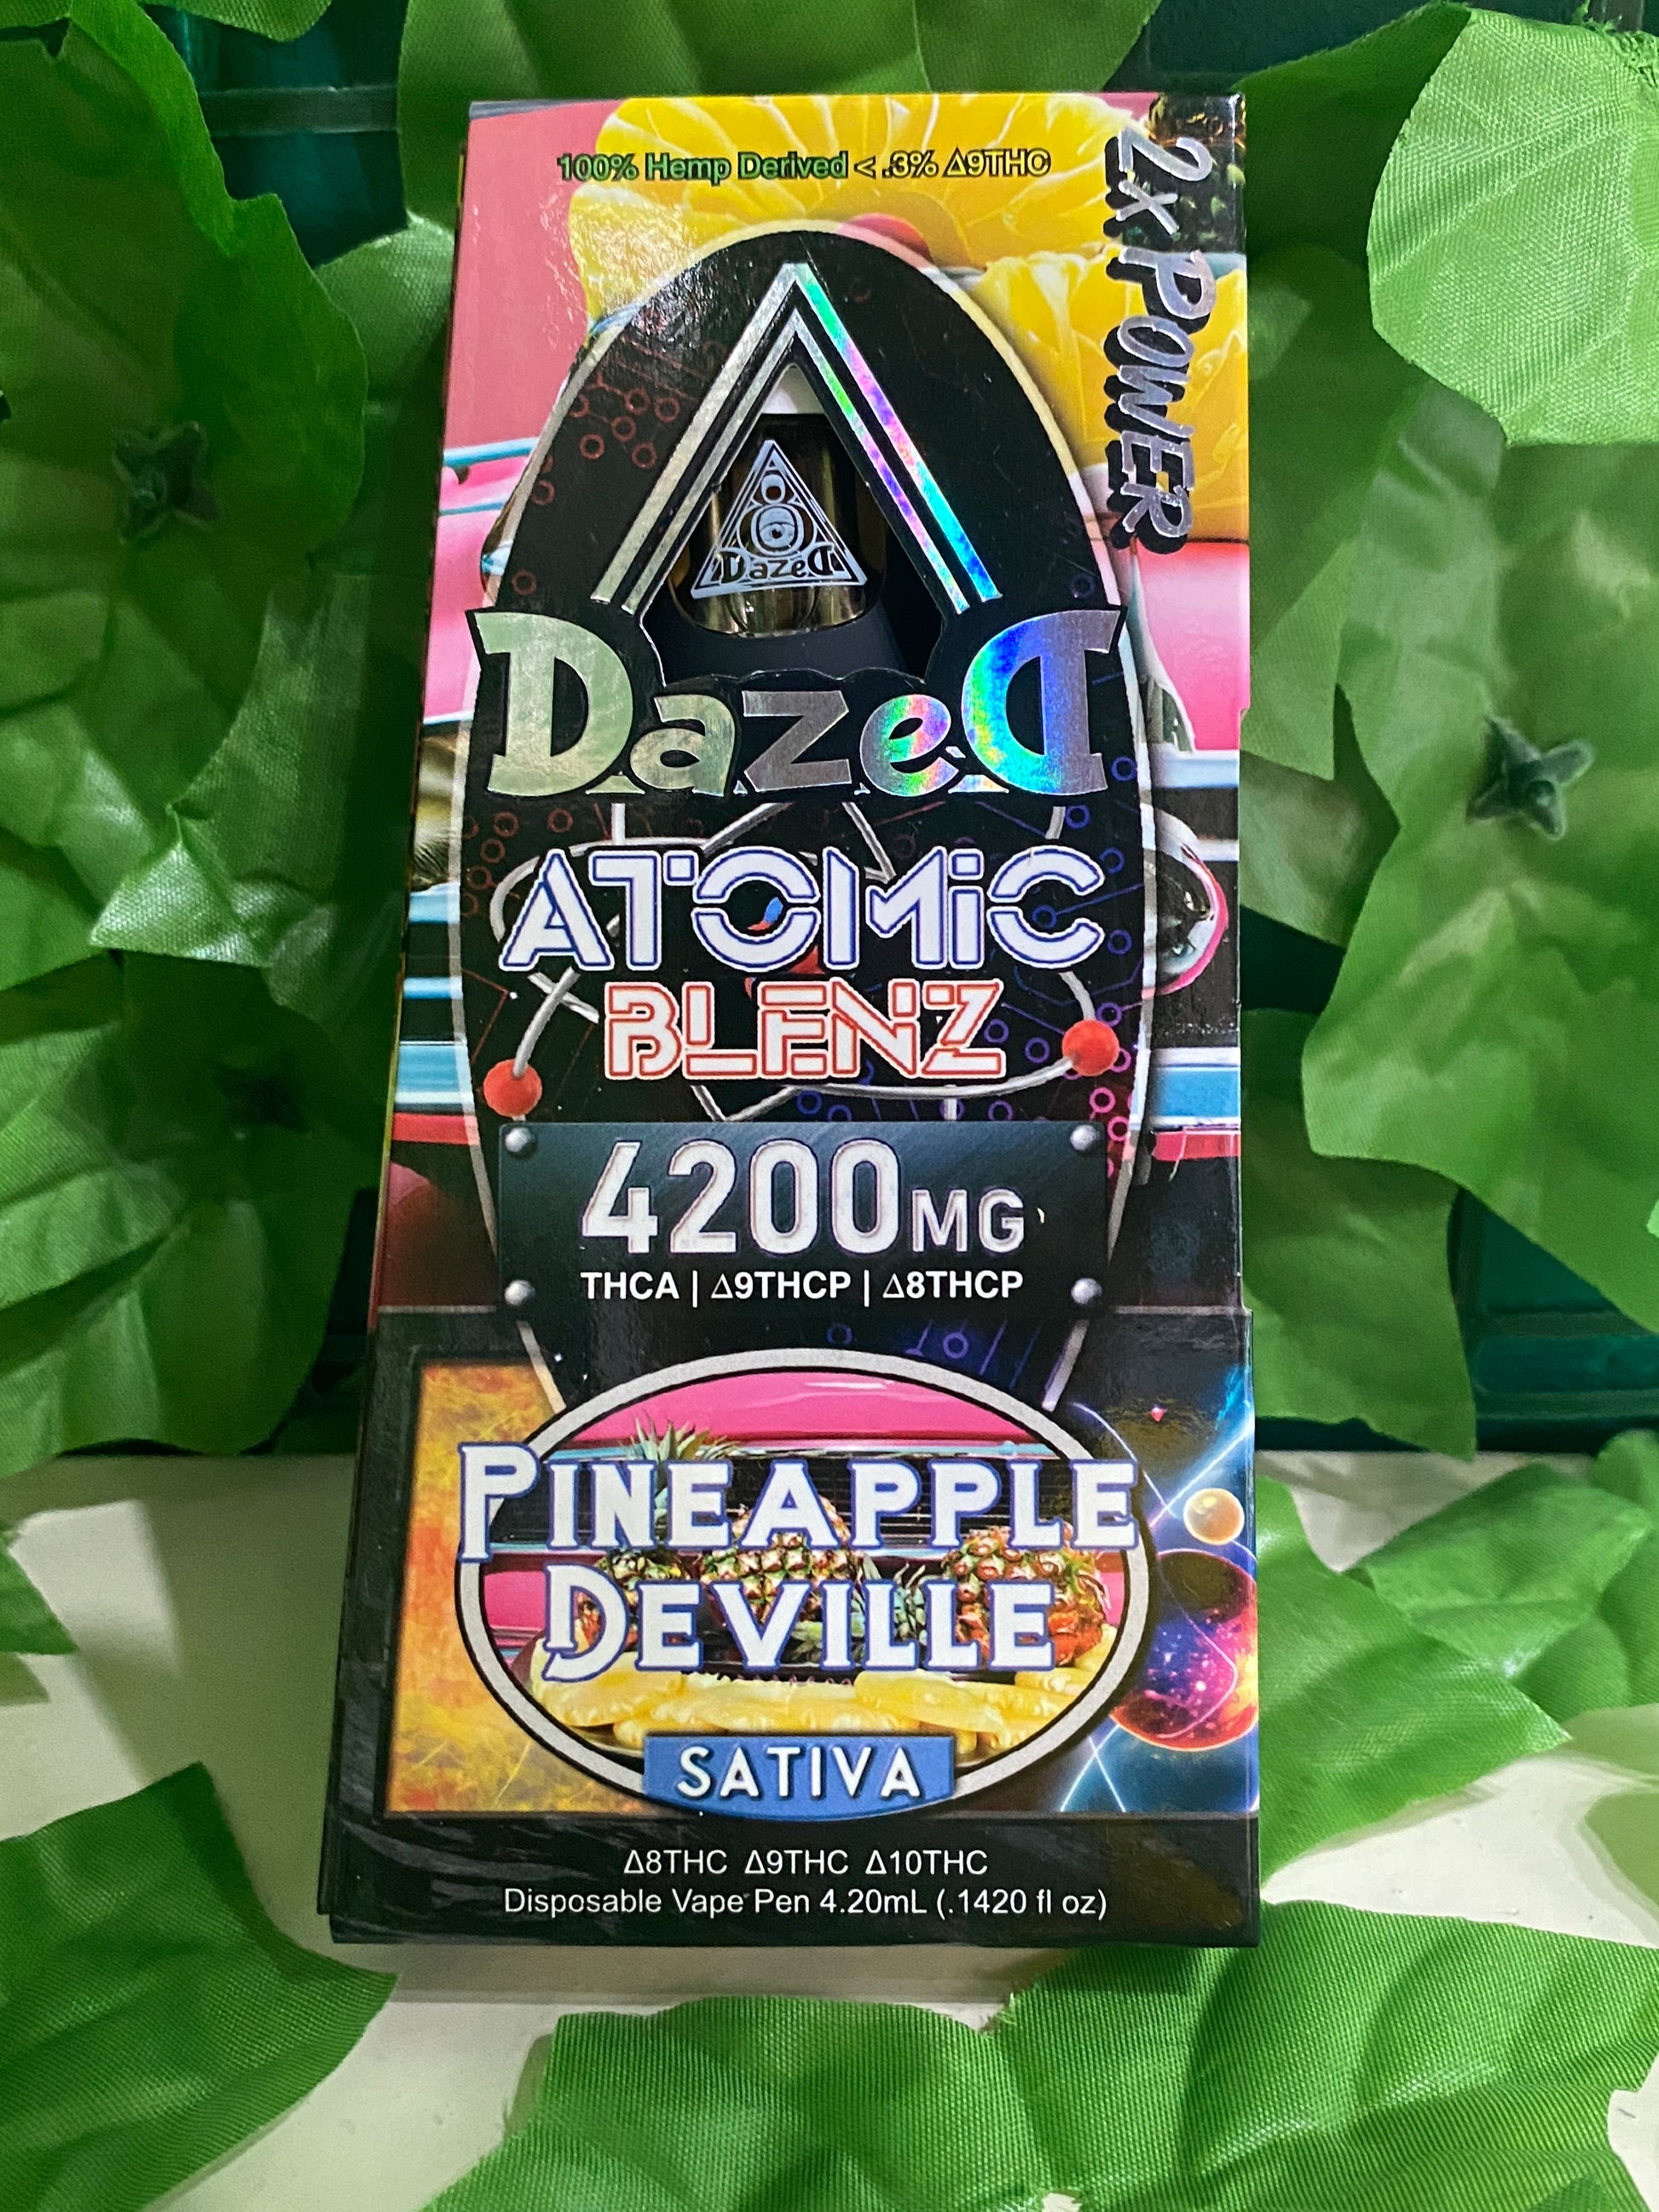 100% Hemp Derived < .3% Δ9THC
2x POWER
DazeD
DazeD
ATOMiC
BLENZ
4200MG
THCA | Δ9THCP | Δ8THCP
PINEAPPLE
DEVILLE
SATIVA
Δ8THC Δ9THC Δ10THC
Disposable Vape Pen 4.20mL (.1420 fl oz)